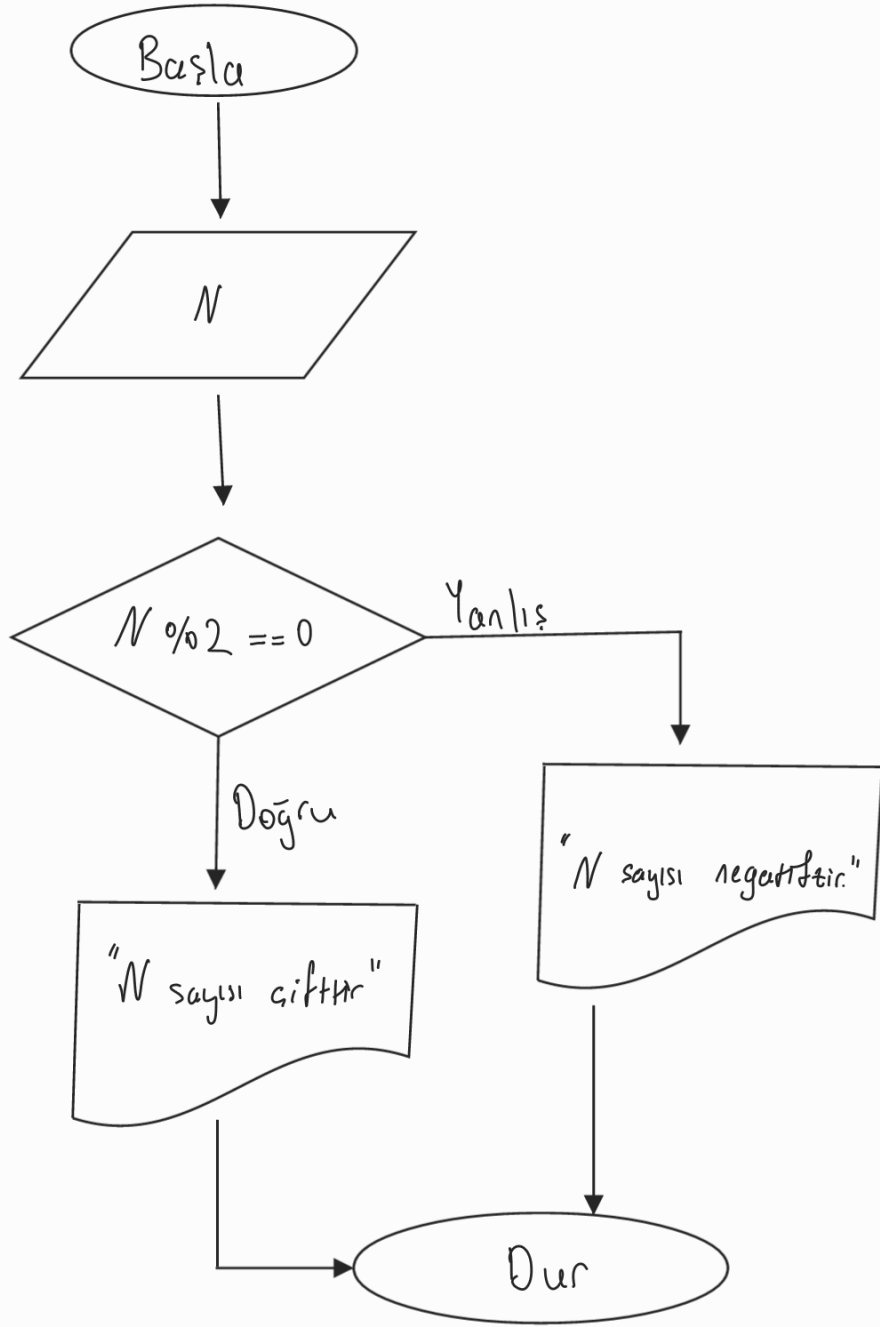 Başla
N
N %2 == 0
Yanlış
Doğru
"N sayısı negatiftir."
"N sayısı çifttir"
Dur